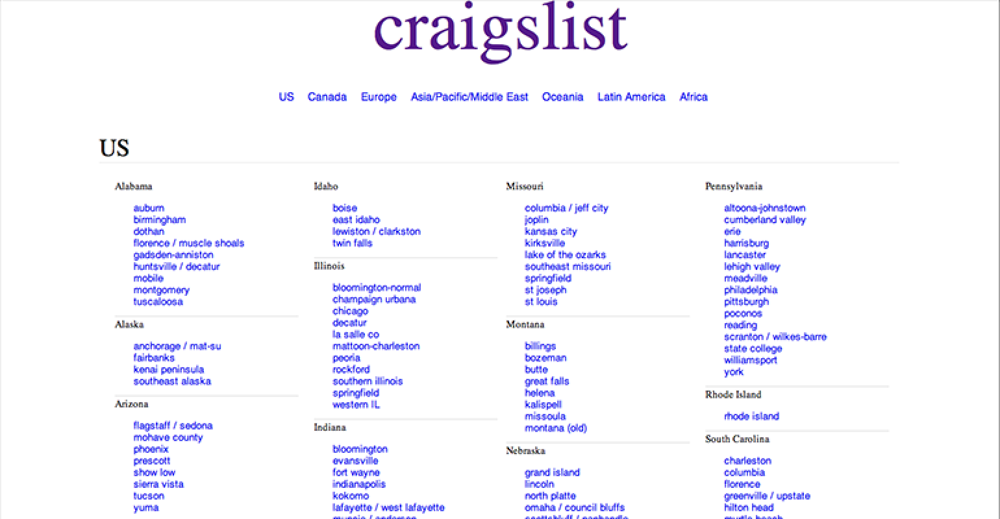 craigslist
US Canada Europe Asia/Pacific/Middle East Oceania Latin America Africa
US
Alabama
auburn
birmingham
dothan
florence / muscle shoals
gadsden-anniston
huntsville / decatur
mobile
montgomery
tuscaloosa
Alaska
anchorage / mat-su
fairbanks
kenai peninsula
southeast alaska
Arizona
flagstaff / sedona
mohave county
phoenix
prescott
show low
sierra vista
tucson
yuma
Idaho
boise
east idaho
lewiston / clarkston
twin falls
Illinois
bloomington-normal
champaign urbana
chicago
decatur
la salle co
mattoon-charleston
peoria
rockford
southern illinois
springfield
western IL
Indiana
bloomington
evansville
fort wayne
indianapolis
kokomo
lafayette / west lafayette
muncie / anderson
Missouri
columbia / jeff city
joplin
kansas city
kirksville
lake of the ozarks
southeast missouri
springfield
st joseph
st louis
Montana
billings
bozeman
butte
great falls
helena
kalispell
missoula
montana (old)
Nebraska
grand island
lincoln
north platte
omaha / council bluffs
scottsbluff / panhandle
Pennsylvania
altoona-johnstown
cumberland valley
erie
harrisburg
lancaster
lehigh valley
meadville
philadelphia
pittsburgh
poconos
reading
scranton / wilkes-barre
state college
williamsport
york
Rhode Island
rhode island
South Carolina
charleston
columbia
florence
greenville / upstate
hilton head
myrtle beach